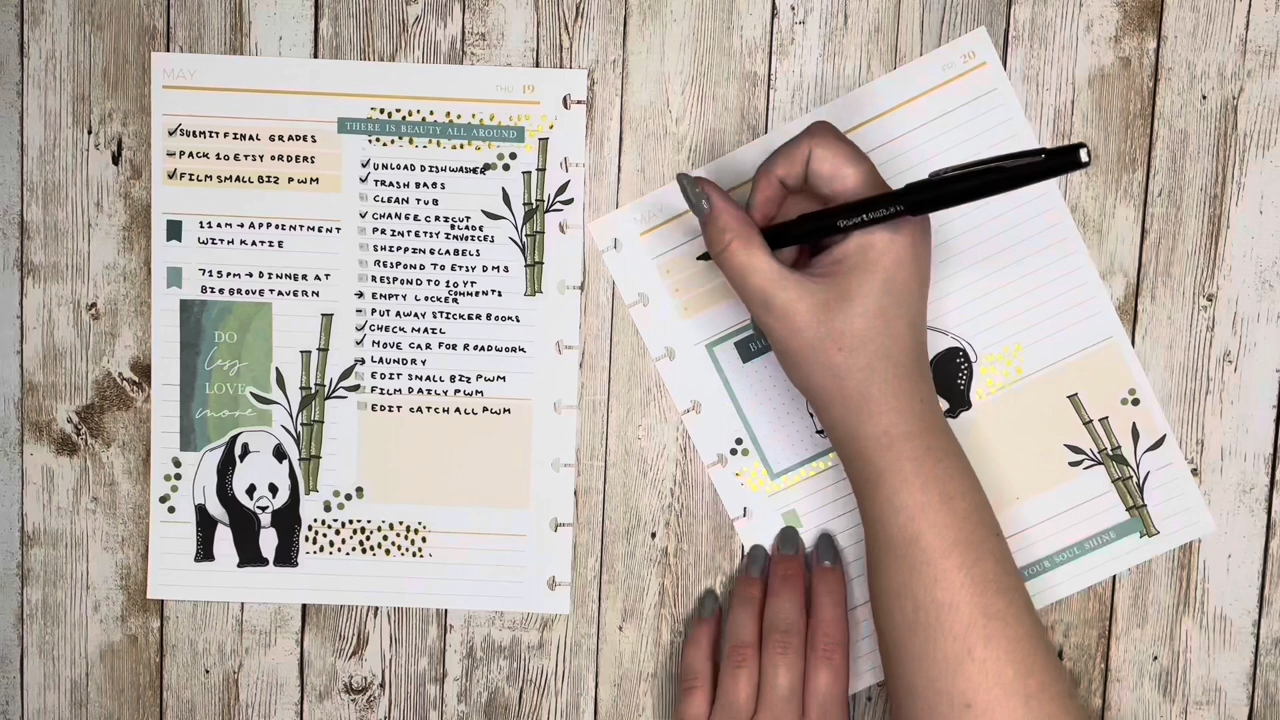 MAY
THU 19
THERE IS BEAUTY ALL AROUND
✓SUBMIT FINAL GRADES
PACK 10 ETSY ORDERS
✓FILM SMALL BIZ PWM
11AM → APPOINTMENT
WITH KATIE
715PM → DINNER AT
BIG GROVE TAVERN
✓ UNLOAD DISHWASHER
✓ TRASH BAGS
CLEAN TUB
✓ CHANGE CRICUT
BLADE
PRINT ETSY INVOICES
SHIPPING LABELS
RESPOND TO ETSY DMS
RESPOND TO 10 YT
COMMENTS
→ EMPTY LOCKER
PUT AWAY STICKER BOOKS
✓ CHECK MAIL
✓ MOVE CAR FOR ROADWORK
→ LAUNDRY
EDIT SMALL BIZ PWM
FILM DAILY PWM
EDIT CATCH ALL PWM
DO
less
LOVE
more
MAY
FRI 20
PAPER MATE
YOUR SOUL SHINE